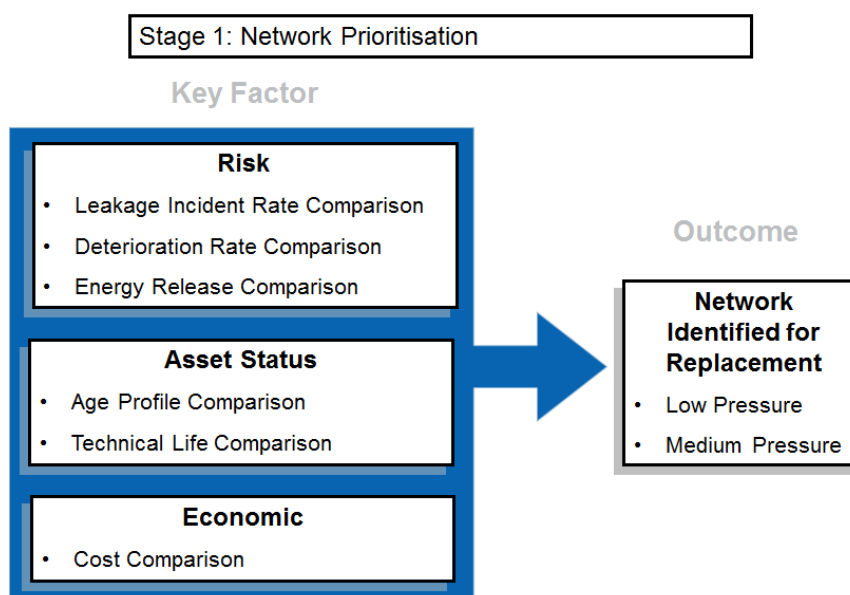 Stage 1: Network Prioritisation
Key Factor
Risk
• Leakage Incident Rate Comparison
• Deterioration Rate Comparison
• Energy Release Comparison
Asset Status
• Age Profile Comparison
• Technical Life Comparison
Economic
• Cost Comparison
Outcome
Network
Identified for
Replacement
• Low Pressure
• Medium Pressure